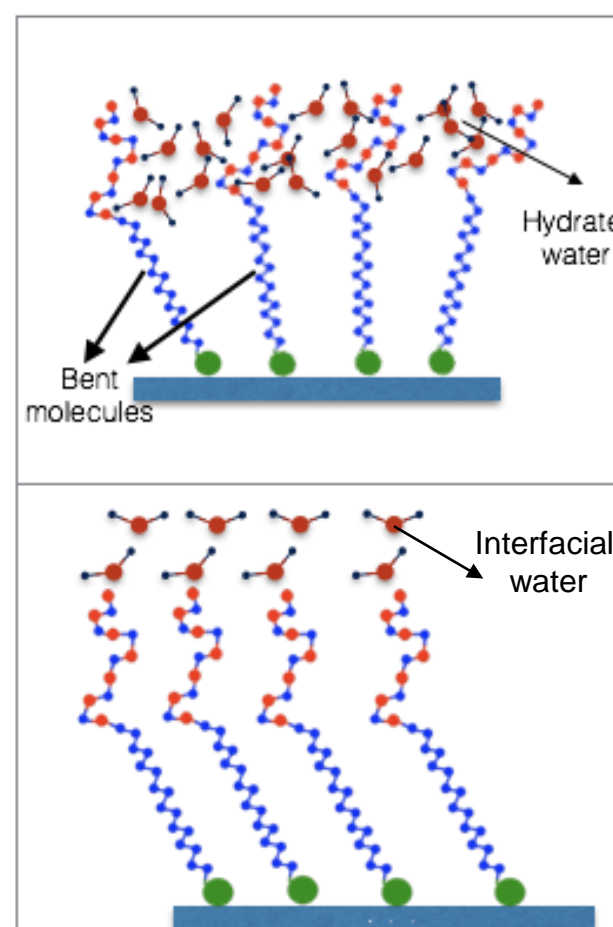 Hydrate
water
Bent
molecules
Interfacial
water